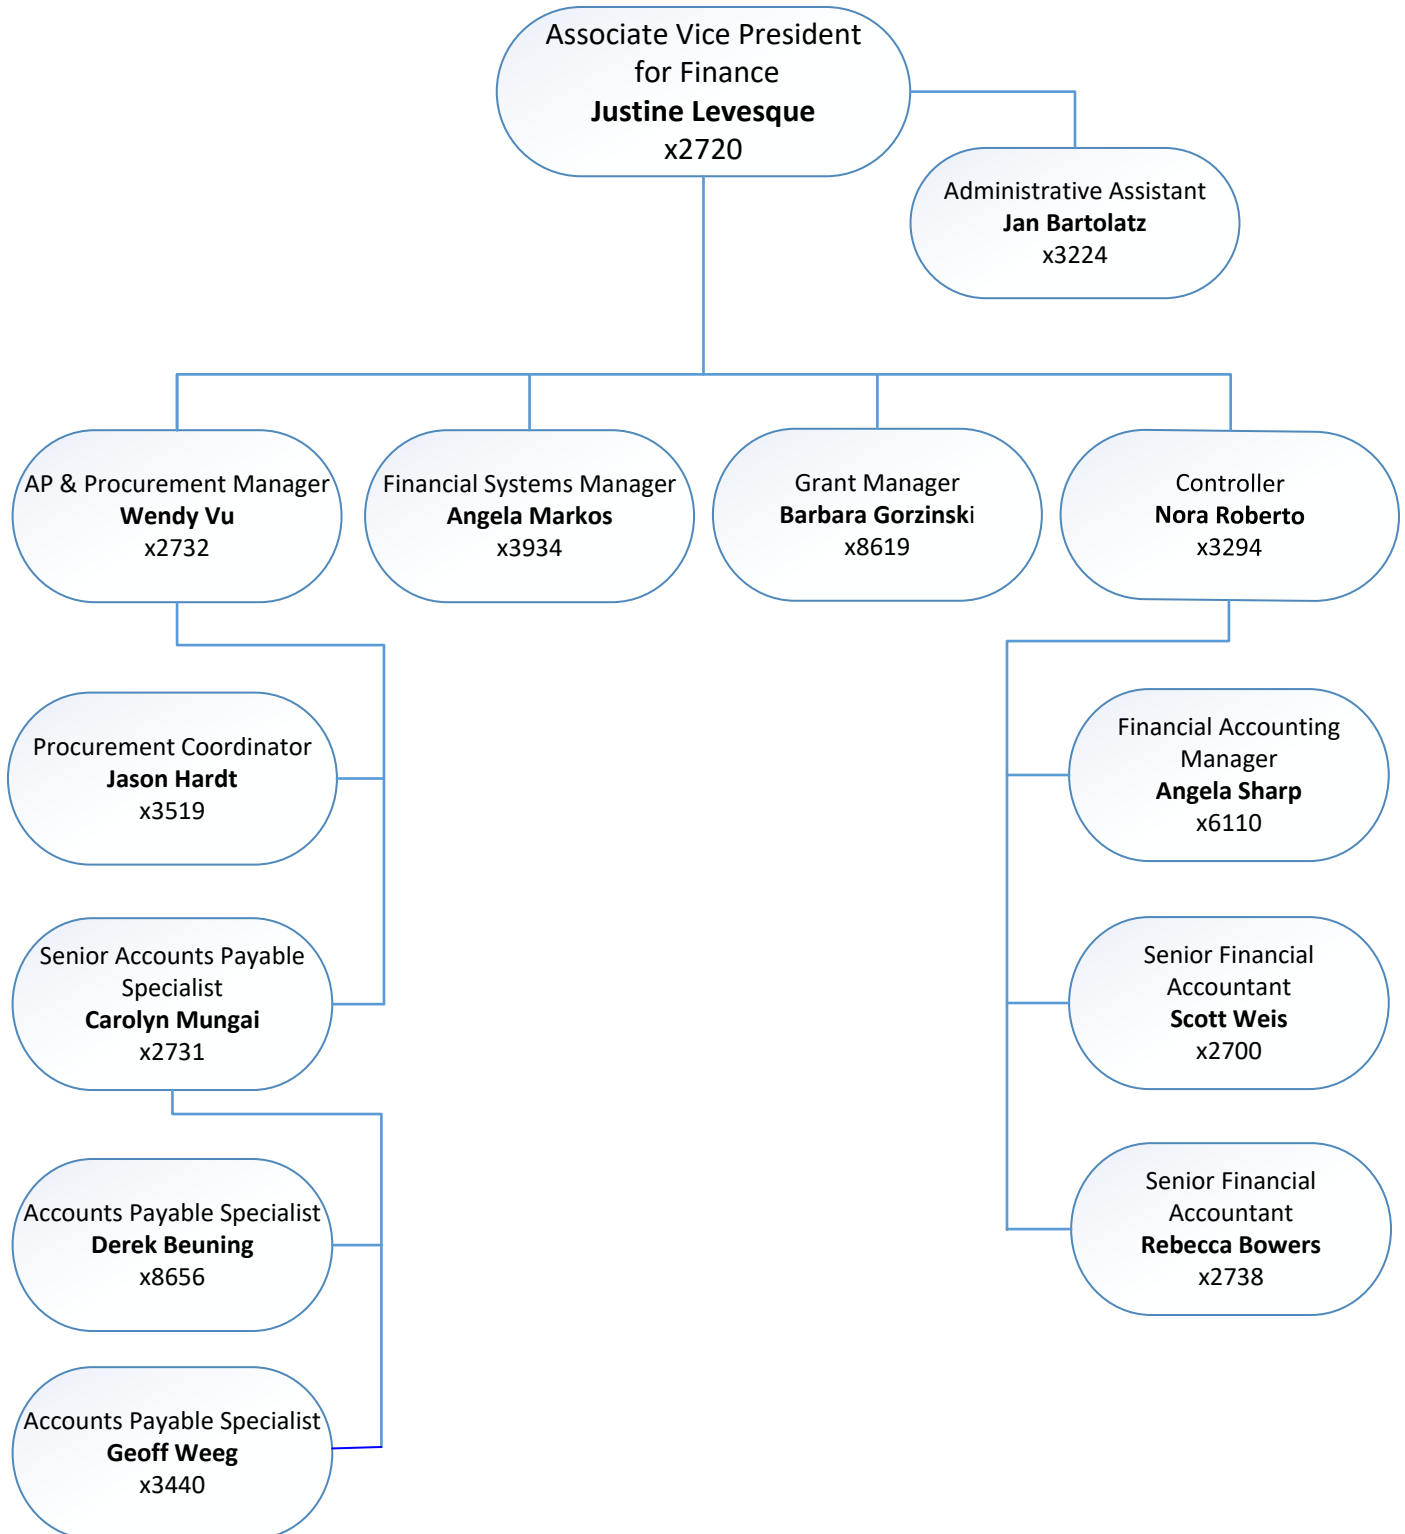 Associate Vice President
for Finance
Justine Levesque
x2720
Administrative Assistant
Jan Bartolatz
x3224
AP & Procurement Manager
Wendy Vu
x2732
Financial Systems Manager
Angela Markos
x3934
Grant Manager
Barbara Gorzinski
x8619
Controller
Nora Roberto
x3294
Procurement Coordinator
Jason Hardt
x3519
Senior Accounts Payable
Specialist
Carolyn Mungai
x2731
Accounts Payable Specialist
Derek Beuning
x8656
Accounts Payable Specialist
Geoff Weeg
x3440
Financial Accounting
Manager
Angela Sharp
x6110
Senior Financial
Accountant
Scott Weis
x2700
Senior Financial
Accountant
Rebecca Bowers
x2738